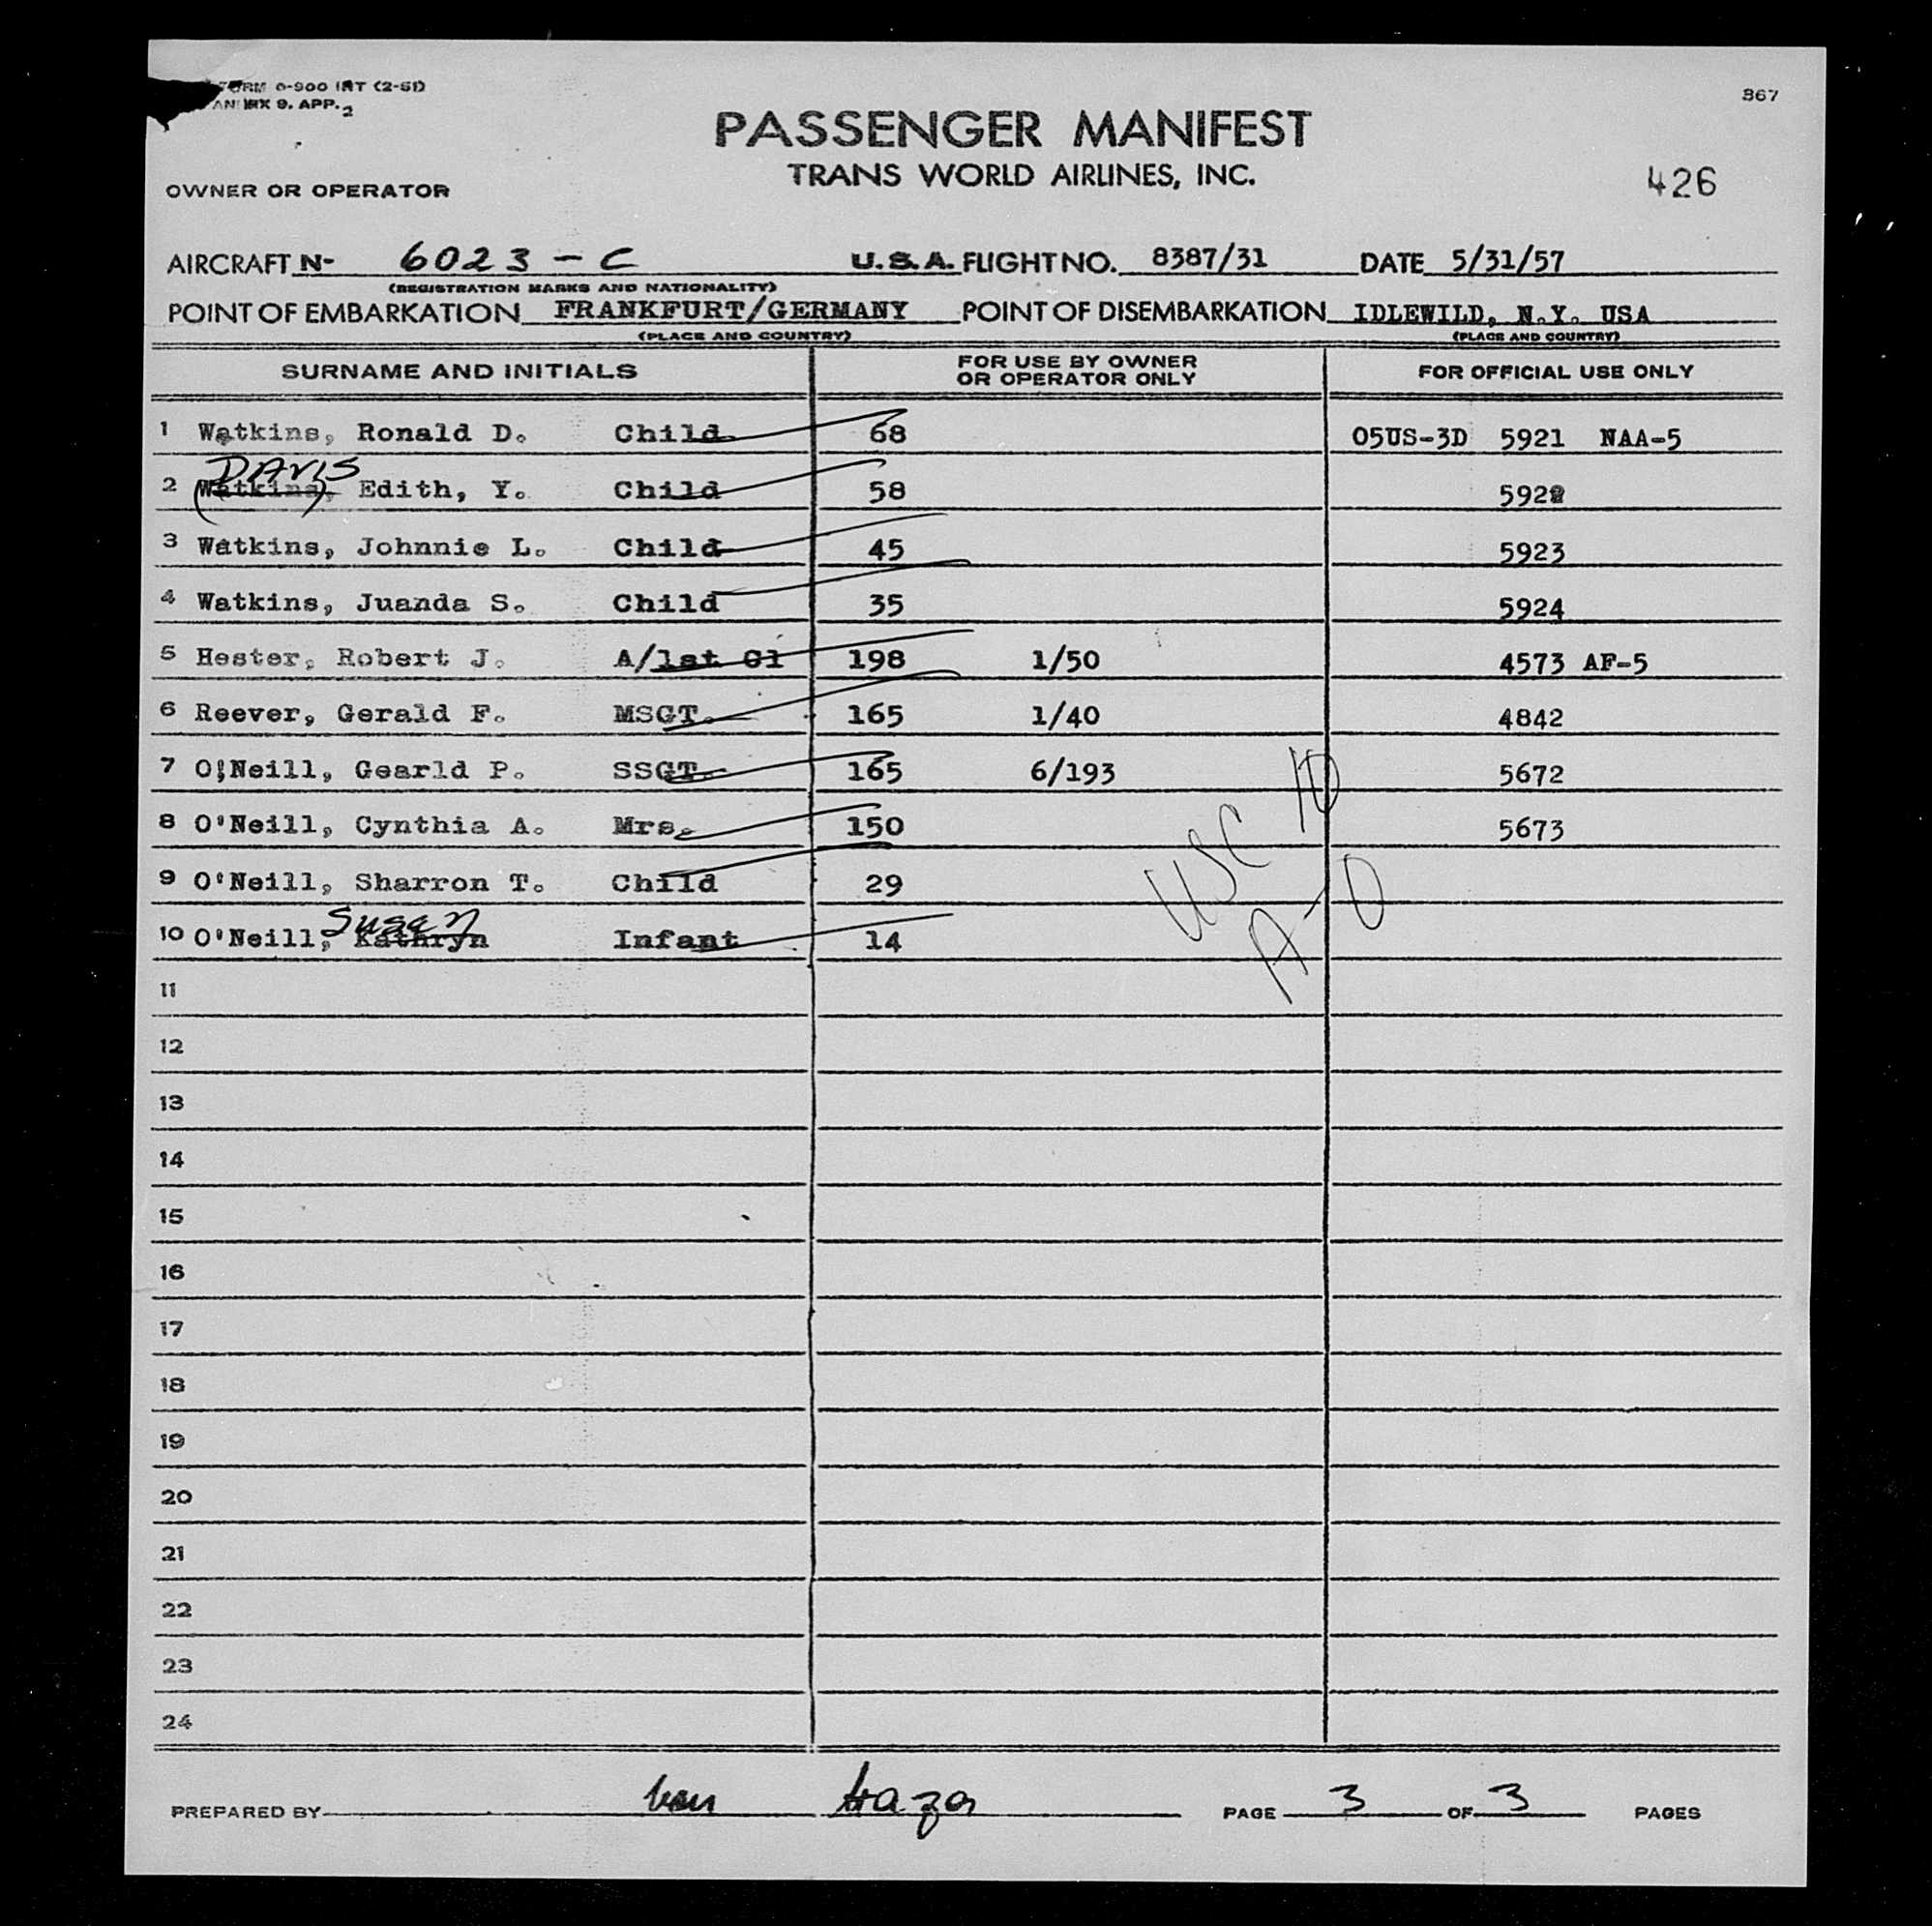 FORM 0-900 INT (2-51)
ANNEX 9. APP. 2
867
PASSENGER MANIFEST
TRANS WORLD AIRLINES, INC.
426
OWNER OR OPERATOR
AIRCRAFT N- 6023-C U.S.A. FLIGHT NO. 8387/31 DATE 5/31/57
(REGISTRATION MARKS AND NATIONALITY)
POINT OF EMBARKATION FRANKFURT/GERMANY POINT OF DISEMBARKATION IDLEWILD, N.Y. USA
(PLACE AND COUNTRY) (PLACE AND COUNTRY)
SURNAME AND INITIALS FOR USE BY OWNER OR OPERATOR ONLY FOR OFFICIAL USE ONLY
1 Watkins, Ronald D. Child 68 05US-3D 5921 NAA-5
DAVIS
2 (Watkins,) Edith, Y. Child 58 5922
3 Watkins, Johnnie L. Child 45 5923
4 Watkins, Juanda S. Child 35 5924
5 Hester, Robert J. A/1st Cl 198 1/50 4573 AF-5
6 Reever, Gerald F. MSGT. 165 1/40 4842
7 O'Neill, Gearld P. SSGT. 165 6/193 5672
8 O'Neill, Cynthia A. Mrs. 150 5673
USC 10
9 O'Neill, Sharron T. Child 29
A-0
Susan
10 O'Neill, Kathryn Infant 14
11
12
13
14
15
16
17
18
19
20
21
22
23
24
PREPARED BY PAGE 3 OF 3 PAGES